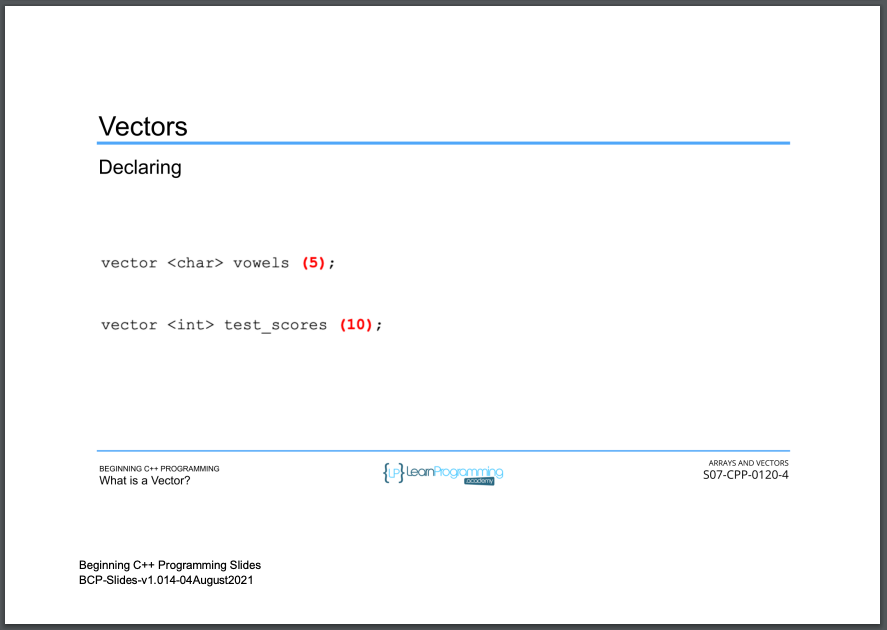 Vectors
Declaring
vector <char> vowels (5);
vector <int> test_scores (10);
BEGINNING C++ PROGRAMMING
What is a Vector?
{LP} LearnProgramming
academy
ARRAYS AND VECTORS
S07-CPP-0120-4
Beginning C++ Programming Slides
BCP-Slides-v1.014-04August2021